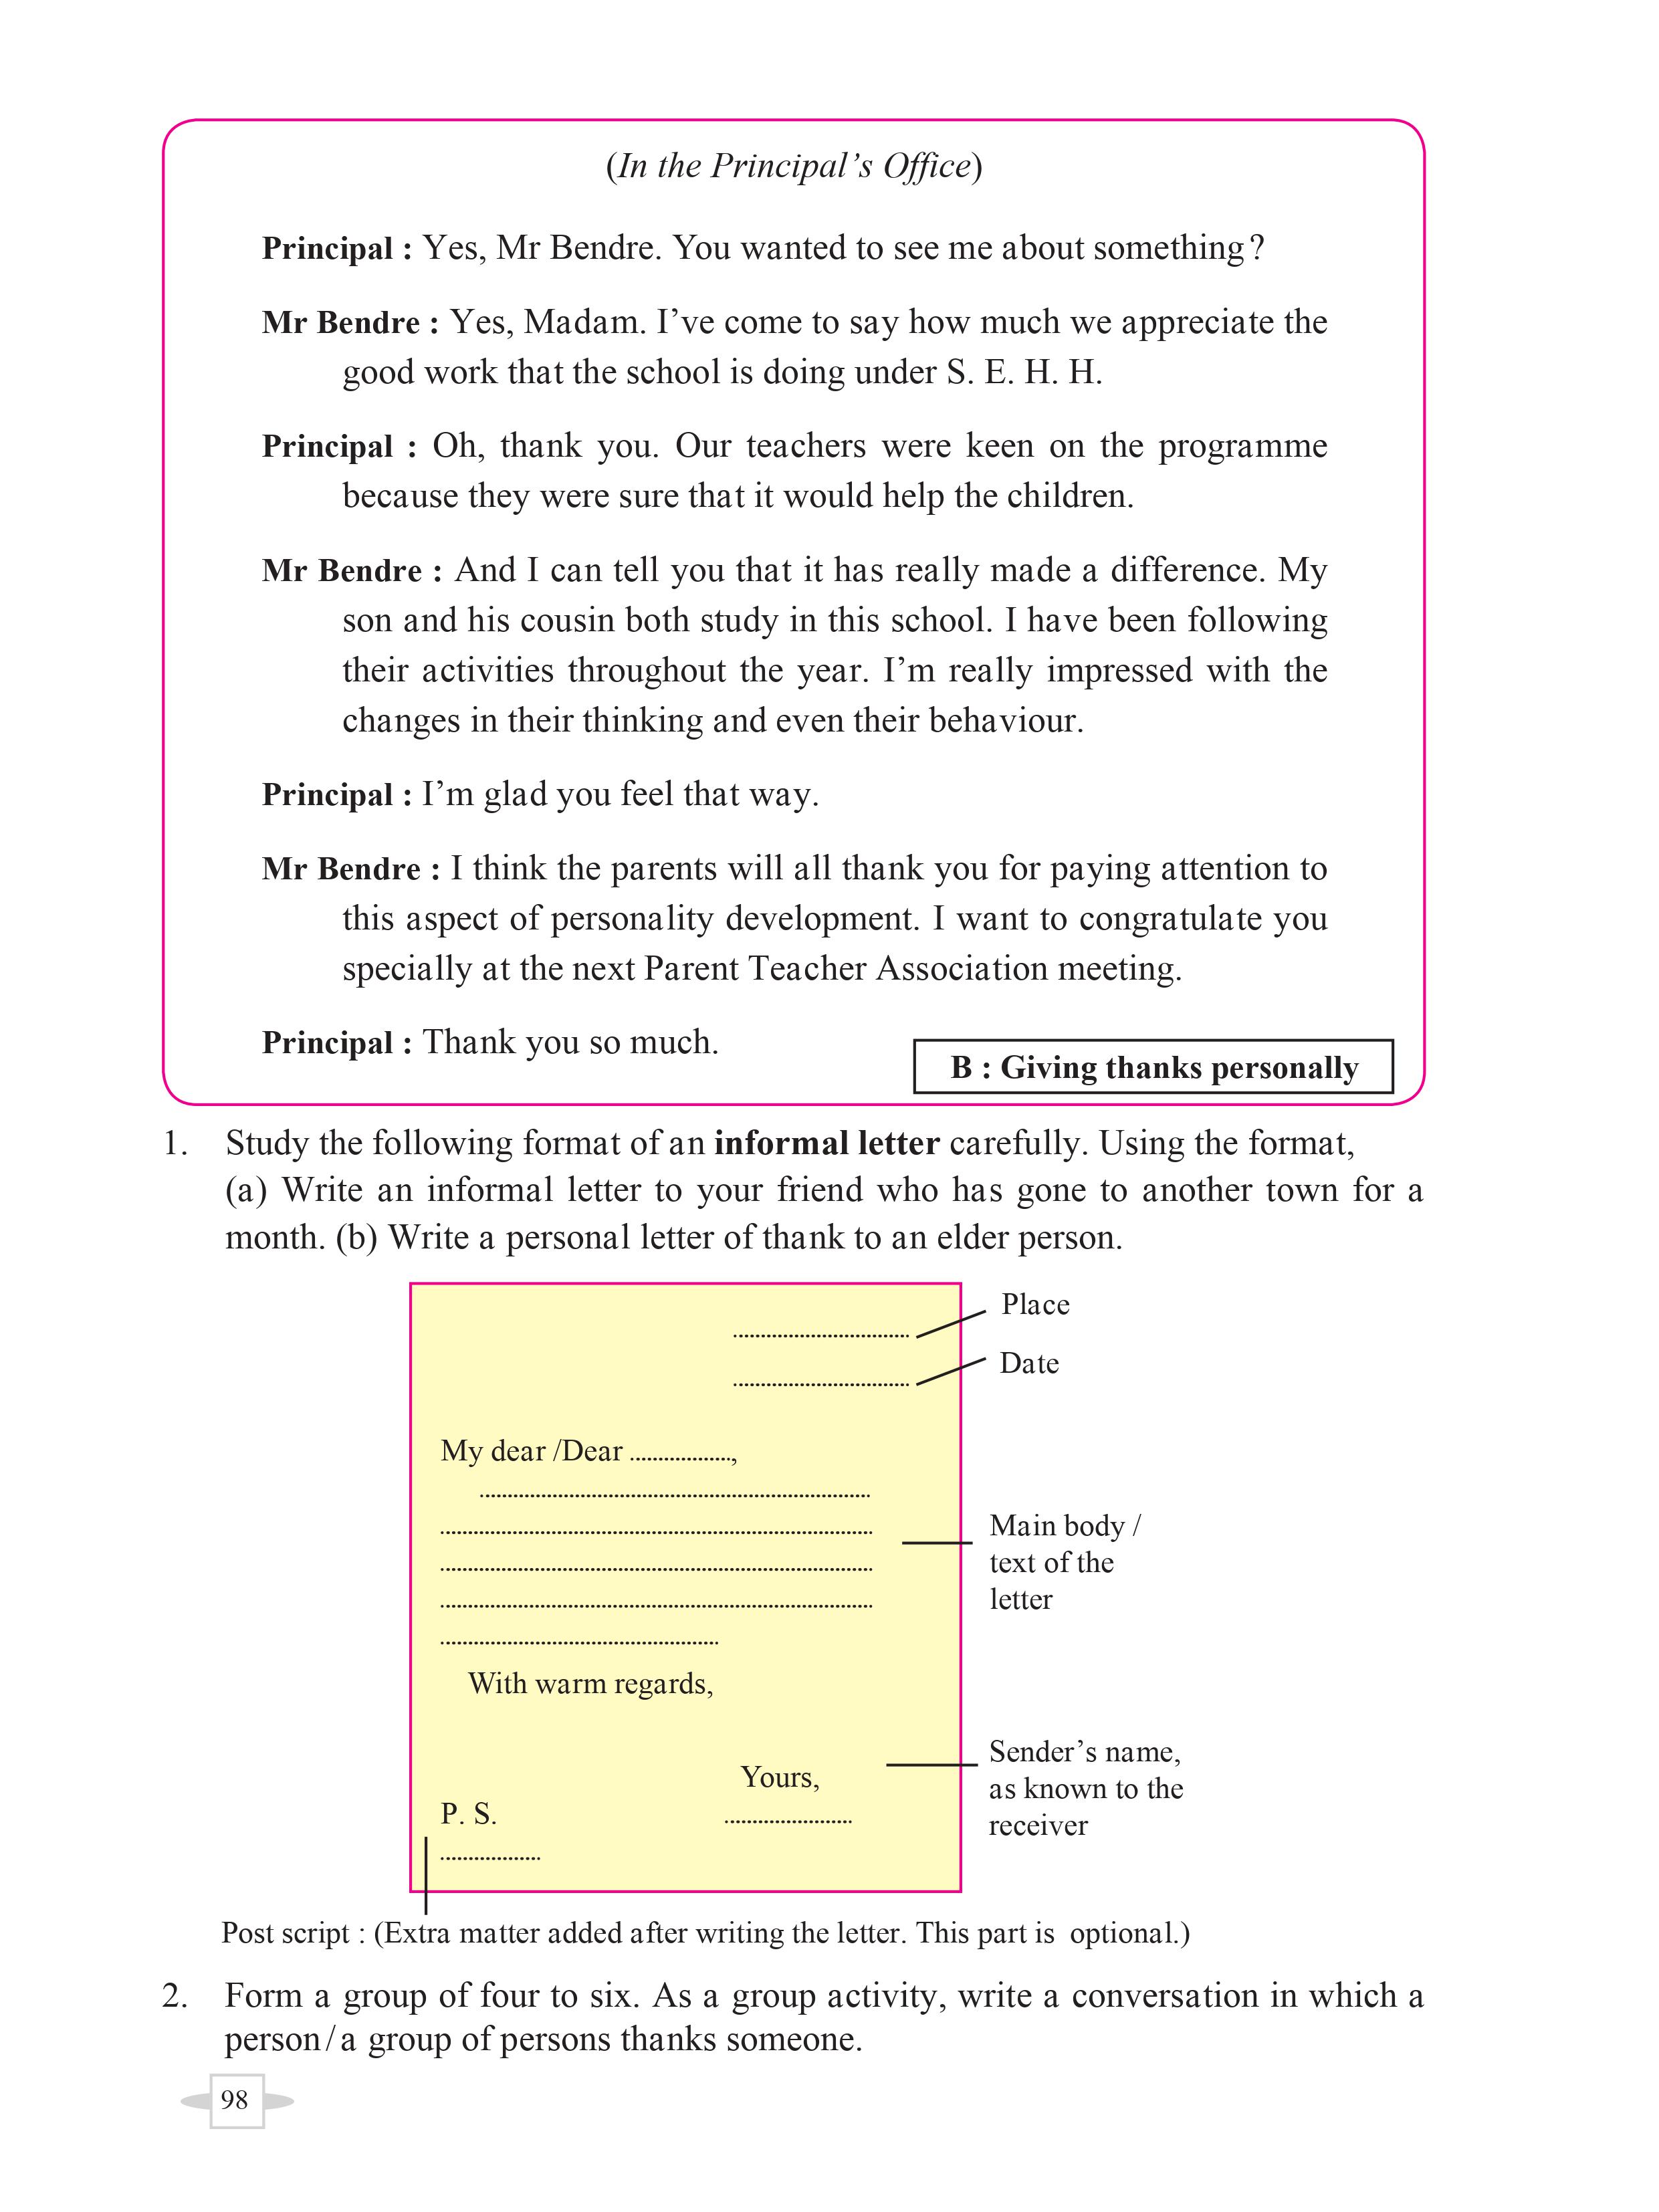 (In the Principal’s Office)
Principal : Yes, Mr Bendre. You wanted to see me about something?
Mr Bendre : Yes, Madam. I’ve come to say how much we appreciate the
good work that the school is doing under S. E. H. H.
Principal : Oh, thank you. Our teachers were keen on the programme
because they were sure that it would help the children.
Mr Bendre : And I can tell you that it has really made a difference. My
son and his cousin both study in this school. I have been following
their activities throughout the year. I’m really impressed with the
changes in their thinking and even their behaviour.
Principal : I’m glad you feel that way.
Mr Bendre : I think the parents will all thank you for paying attention to
this aspect of personality development. I want to congratulate you
specially at the next Parent Teacher Association meeting.
Principal : Thank you so much.
B : Giving thanks personally
1. Study the following format of an informal letter carefully. Using the format,
(a) Write an informal letter to your friend who has gone to another town for a
month. (b) Write a personal letter of thank to an elder person.
Place
Date
My dear /Dear ..................,
Main body /
text of the
letter
With warm regards,
Sender’s name,
as known to the
receiver
Yours,
P. S.
Post script : (Extra matter added after writing the letter. This part is optional.)
2. Form a group of four to six. As a group activity, write a conversation in which a
person/a group of persons thanks someone.
98